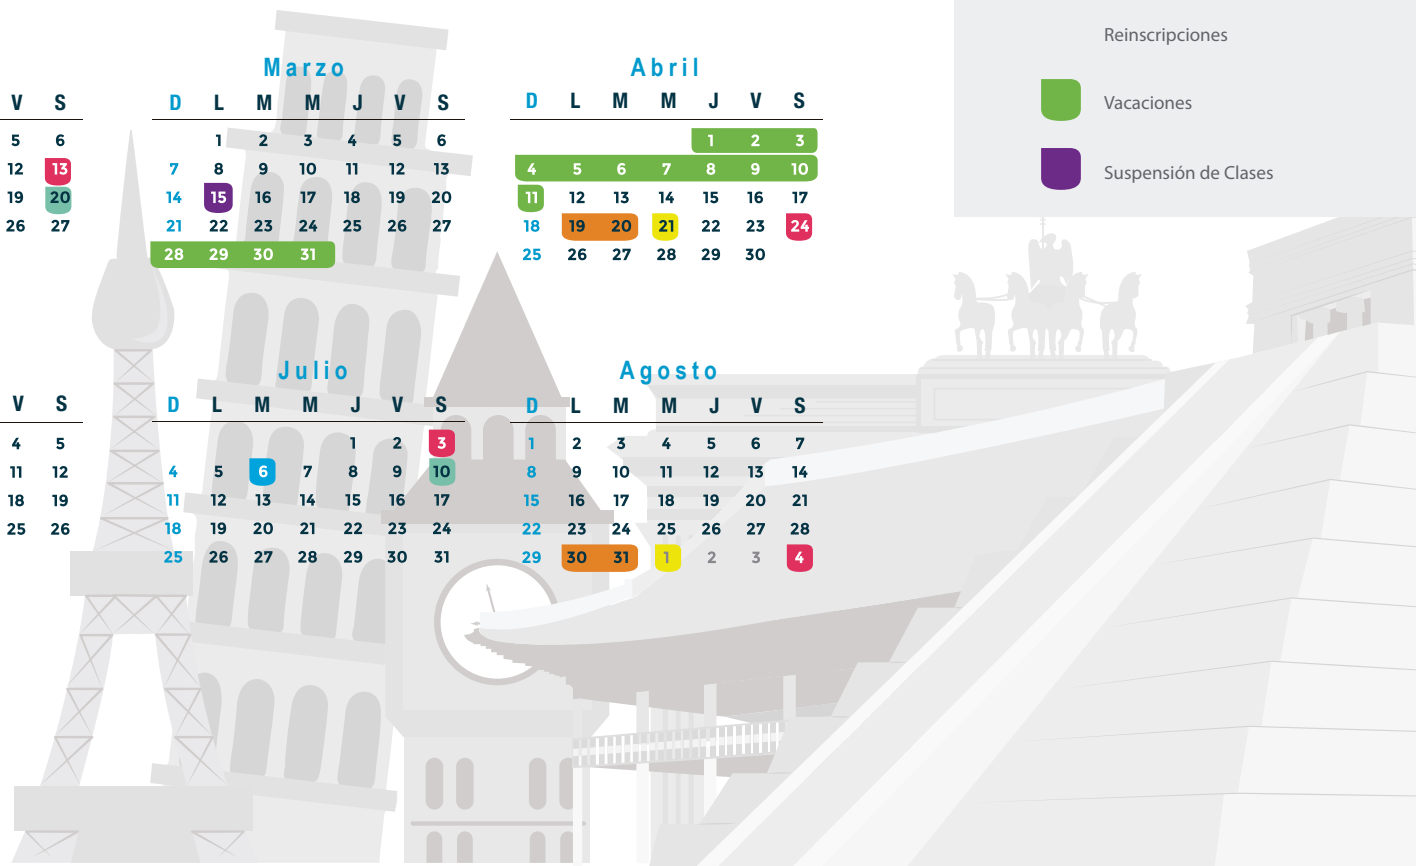 Reinscripciones
Vacaciones
Suspensión de Clases
V S
5 6
12 13
19 20
26 27
Marzo
D L M M J V S
1 2 3 4 5 6
7 8 9 10 11 12 13
14 15 16 17 18 19 20
21 22 23 24 25 26 27
28 29 30 31
Abril
D L M M J V S
1 2 3
4 5 6 7 8 9 10
11 12 13 14 15 16 17
18 19 20 21 22 23 24
25 26 27 28 29 30
V S
4 5
11 12
18 19
25 26
Julio
D L M M J V S
1 2 3
4 5 6 7 8 9 10
11 12 13 14 15 16 17
18 19 20 21 22 23 24
25 26 27 28 29 30 31
Agosto
D L M M J V S
1 2 3 4 5 6 7
8 9 10 11 12 13 14
15 16 17 18 19 20 21
22 23 24 25 26 27 28
29 30 31 1 2 3 4